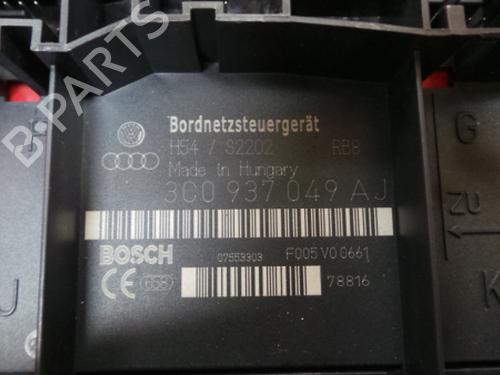 Bordnetzsteuergerät
H54 / S2202 RB8
Made in Hungary
3C0 937 049 AJ
BOSCH 07553303 F005 V0 0661
CE 78816
G
ZU
K
U